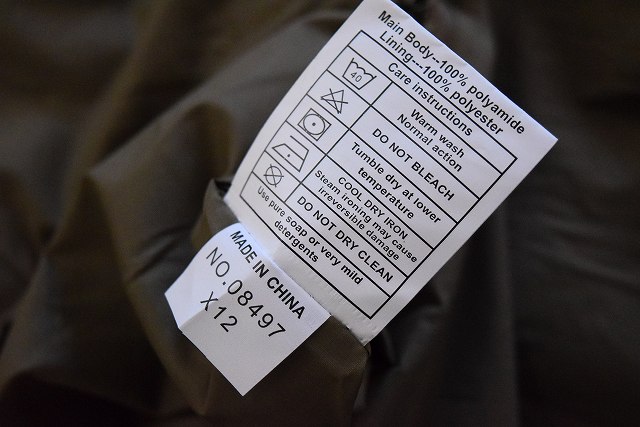 Main Body--100% polyamide
Lining---100% polyester
Care instructions
40
Warm wash
Normal action
DO NOT BLEACH
Tumble dry at lower
temperature
COOL DRY IRON
Steam ironing may cause
irreversible damage
DO NOT DRY CLEAN
Use pure soap or very mild
detergents
MADE IN CHINA
NO.08497
X12